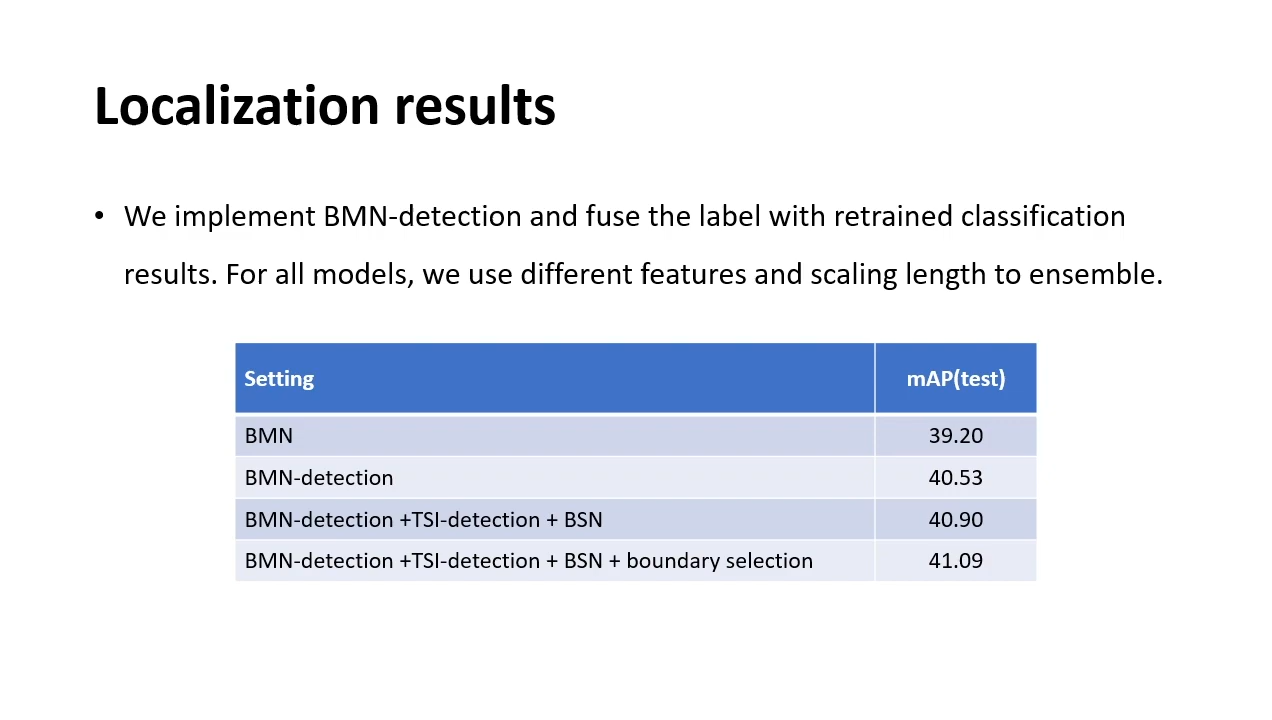 Localization results
• We implement BMN-detection and fuse the label with retrained classification
results. For all models, we use different features and scaling length to ensemble.
Setting mAP(test)
BMN 39.20
BMN-detection 40.53
BMN-detection +TSI-detection + BSN 40.90
BMN-detection +TSI-detection + BSN + boundary selection 41.09